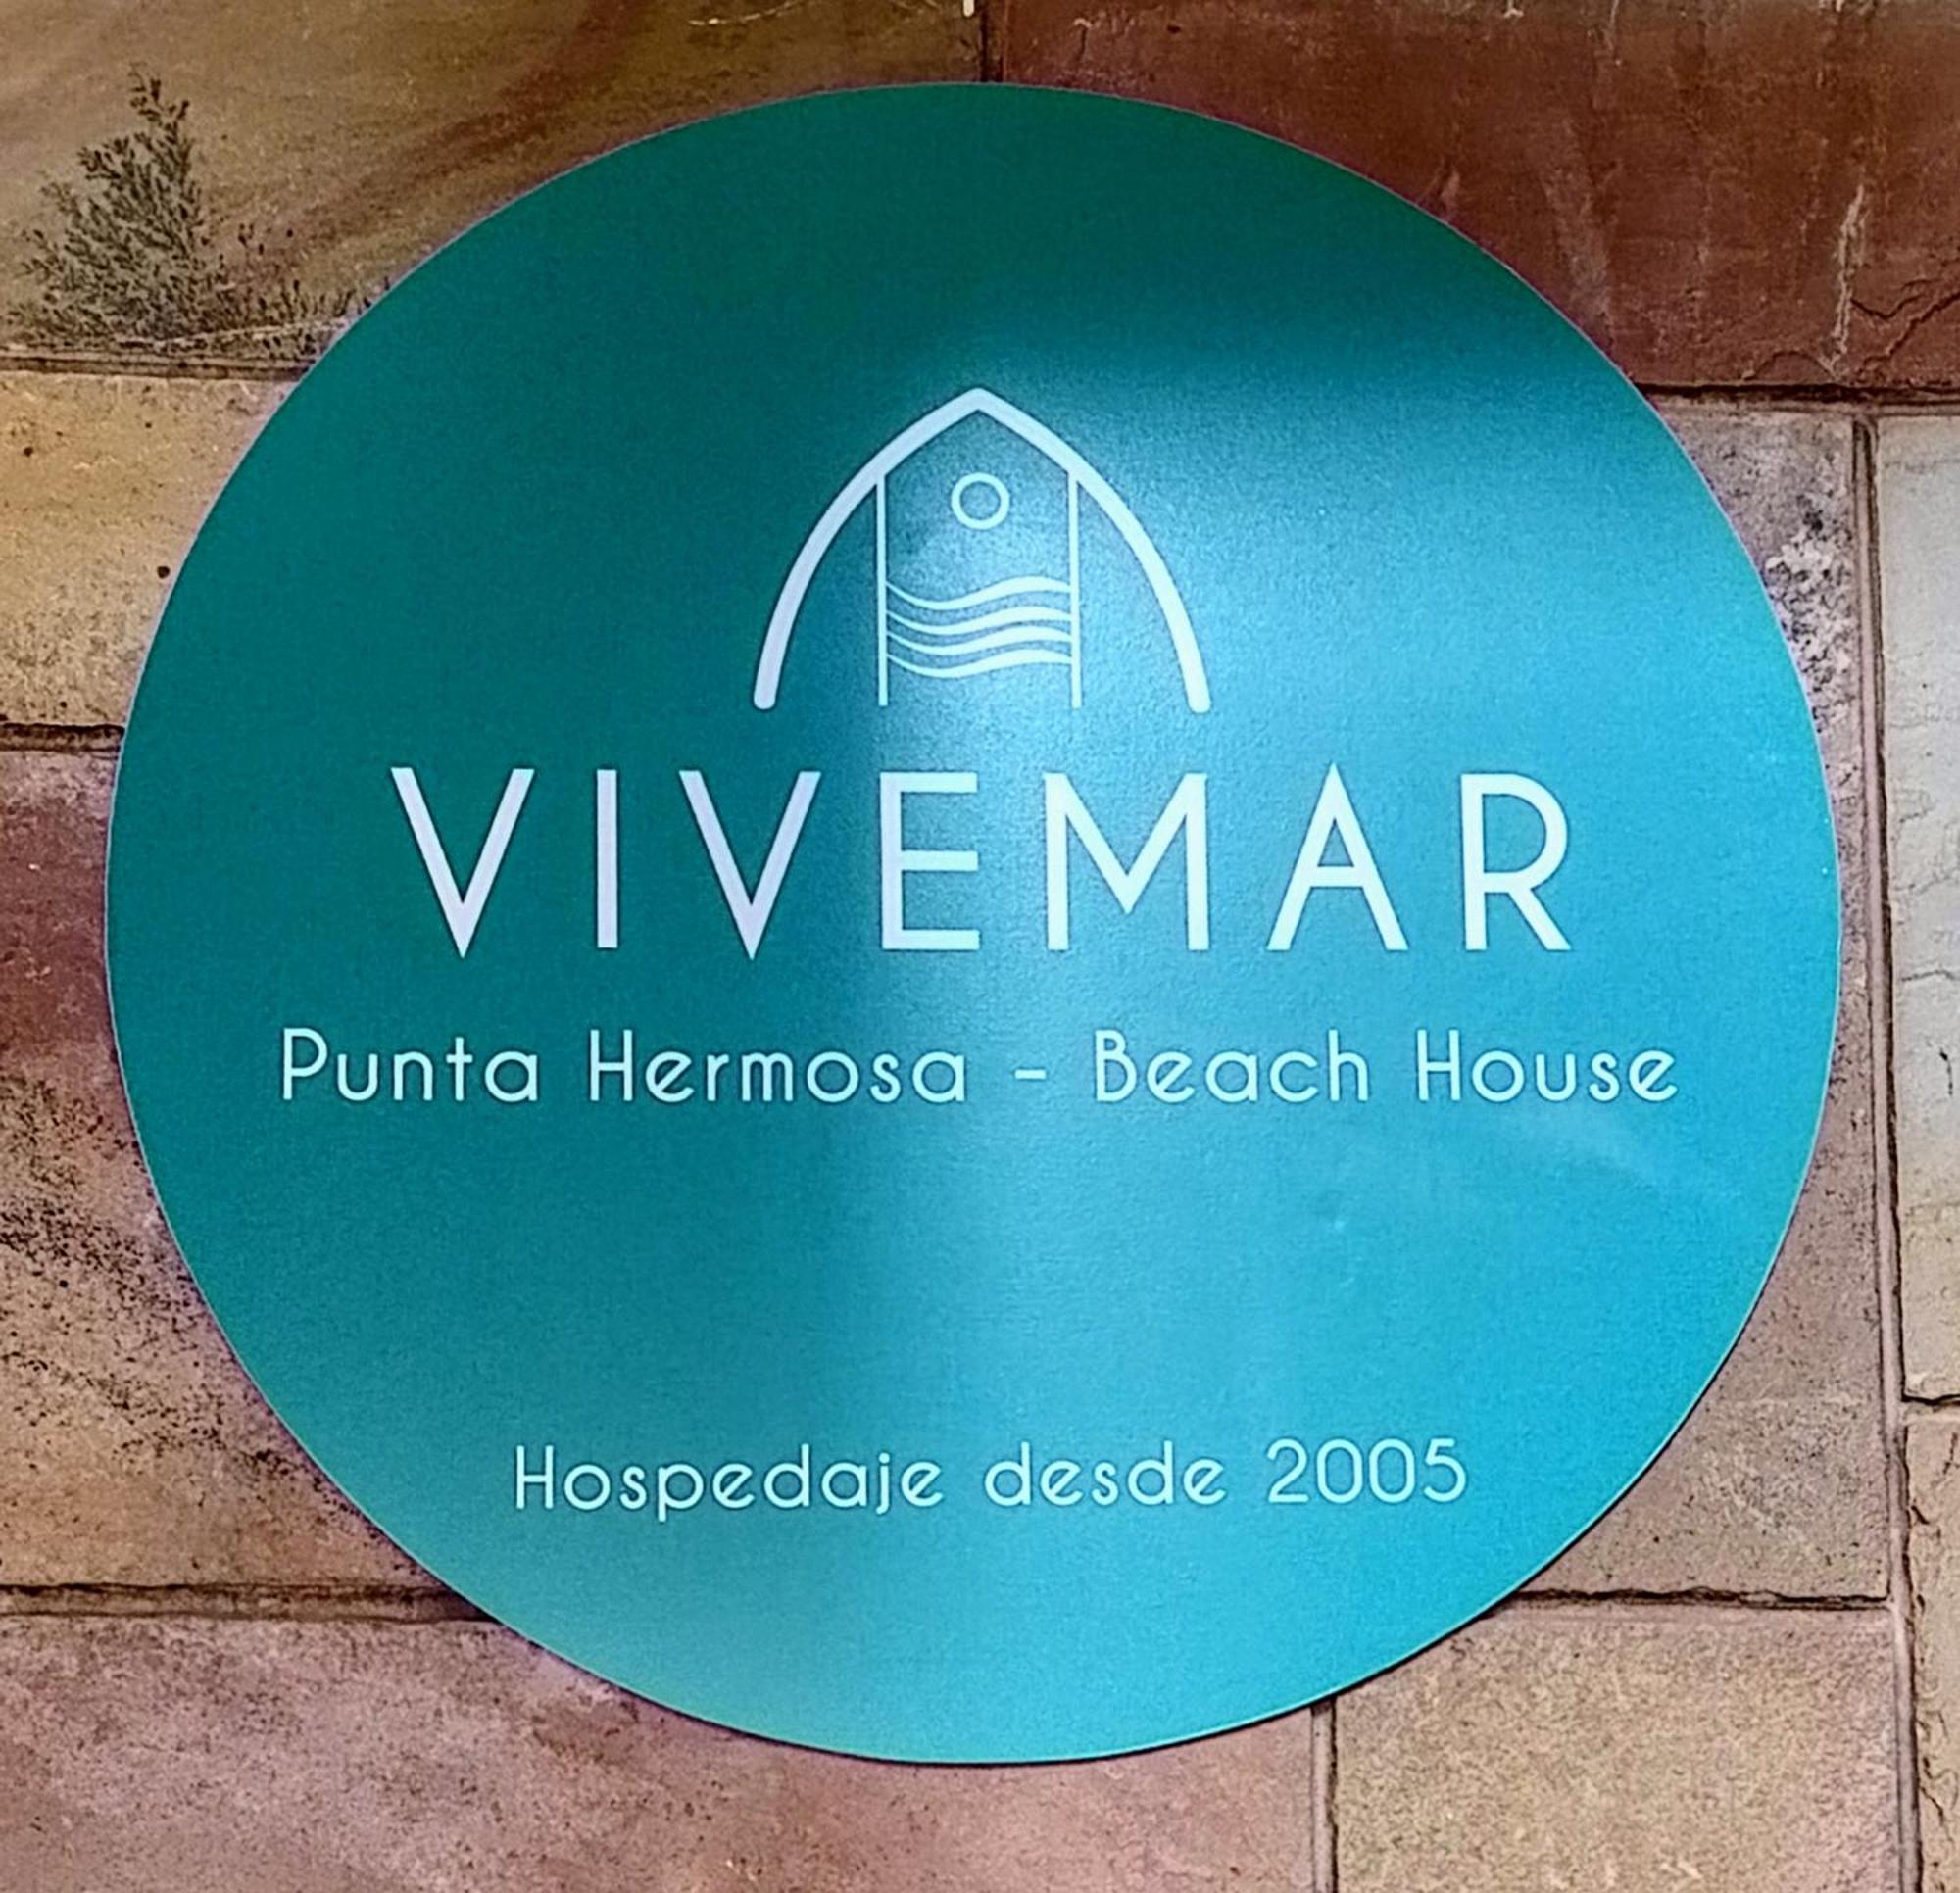 VIVEMAR
Punta Hermosa - Beach House
Hospedaje desde 2005